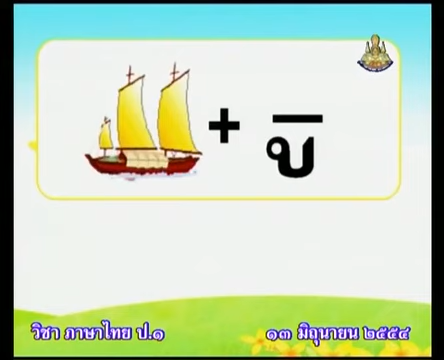 + บ̅
วิชา ภาษาไทย ป.๑
๑๓ มิถุนายน ๒๕๕๔